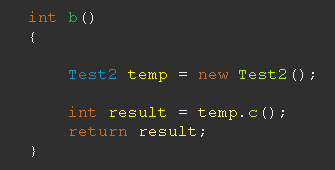 int b()
{
Test2 temp = new Test2();
int result = temp.c();
return result;
}